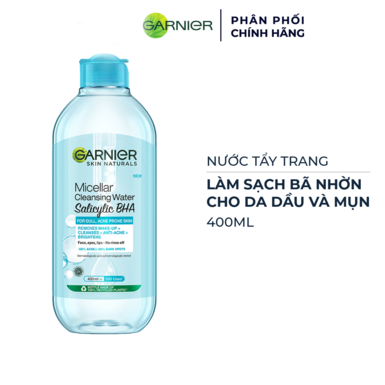 GARNIER
PHÂN PHỐI
CHÍNH HÃNG
GARNIER
SKIN NATURALS
NEW
Micellar
Cleansing Water
Salicylic BHA
FOR DULL, ACNE PRONE SKIN
REMOVES MAKE-UP +
CLEANSES + ANTI-ACNE +
BRIGHTENS
Face, eyes, lips - No rinse off
400ml
NƯỚC TẨY TRANG
LÀM SẠCH BÃ NHỜN
CHO DA DẦU VÀ MỤN
400ML